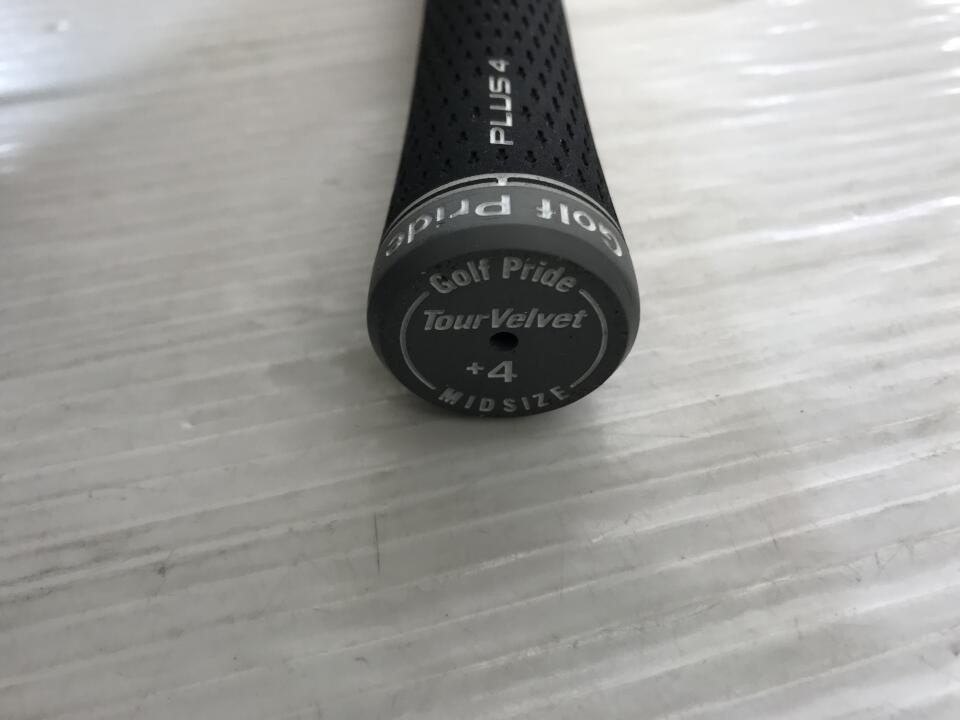 PLUS 4
Golf Pride
Golf Pride
TourVelvet
+4
MIDSIZE